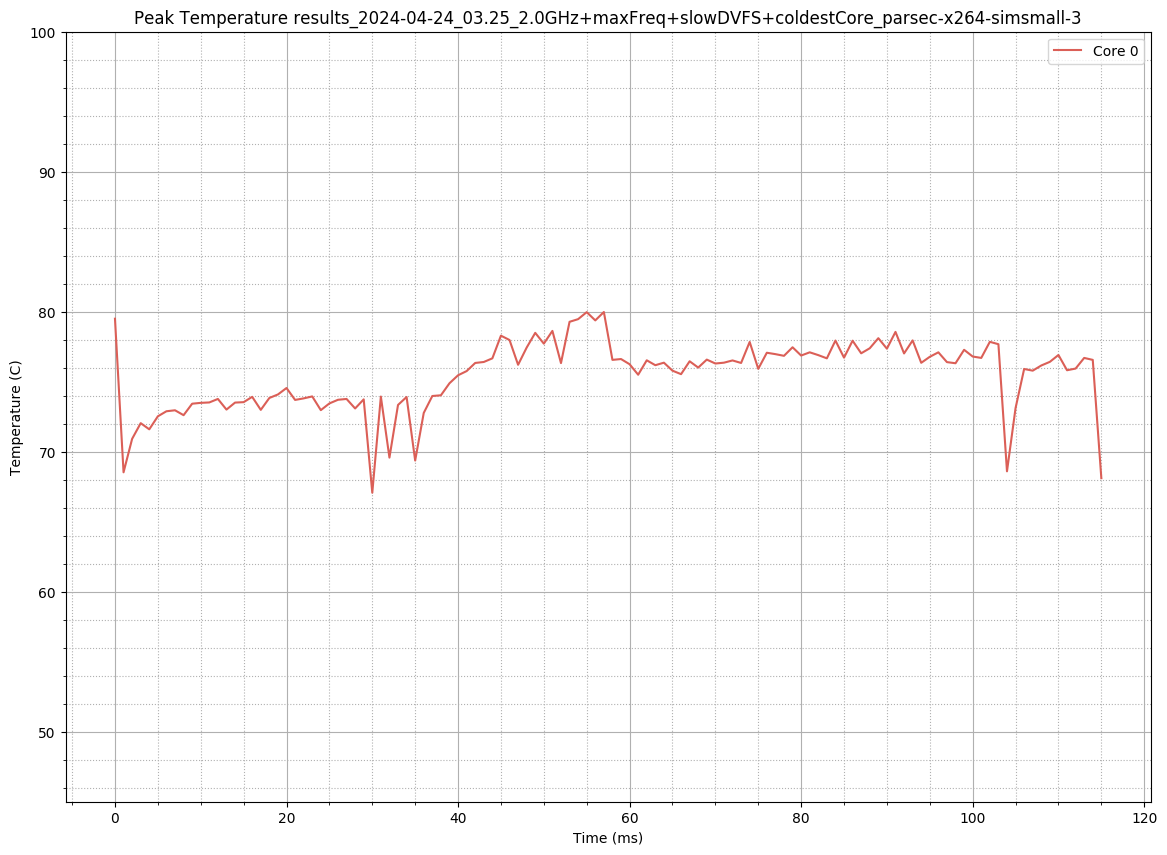 Peak Temperature results_2024-04-24_03.25_2.0GHz+maxFreq+slowDVFS+coldestCore_parsec-x264-simsmall-3
Core 0
100
90
80
70
60
50
Temperature (C)
0 20 40 60 80 100 120
Time (ms)